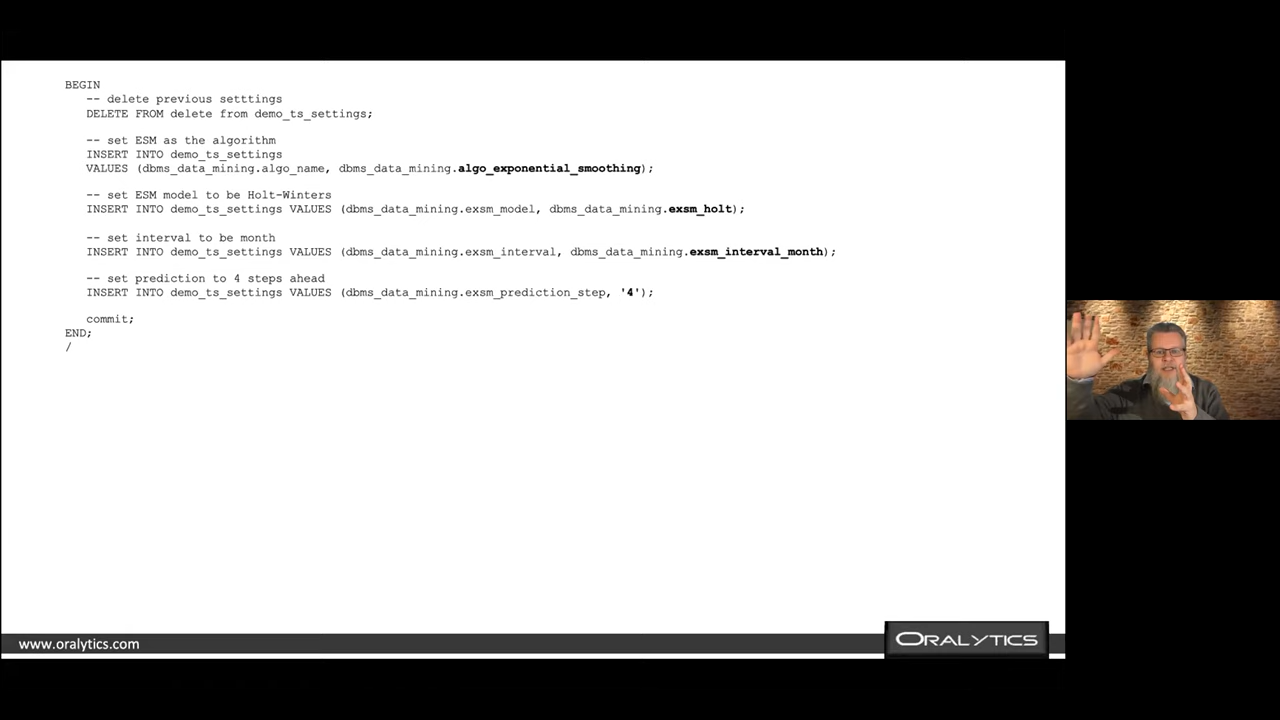 BEGIN
-- delete previous setttings
DELETE FROM delete from demo_ts_settings;
-- set ESM as the algorithm
INSERT INTO demo_ts_settings
VALUES (dbms_data_mining.algo_name, dbms_data_mining.algo_exponential_smoothing);
-- set ESM model to be Holt-Winters
INSERT INTO demo_ts_settings VALUES (dbms_data_mining.exsm_model, dbms_data_mining.exsm_holt);
-- set interval to be month
INSERT INTO demo_ts_settings VALUES (dbms_data_mining.exsm_interval, dbms_data_mining.exsm_interval_month);
-- set prediction to 4 steps ahead
INSERT INTO demo_ts_settings VALUES (dbms_data_mining.exsm_prediction_step, '4');
commit;
END;
/
www.oralytics.com
ORALYTICS